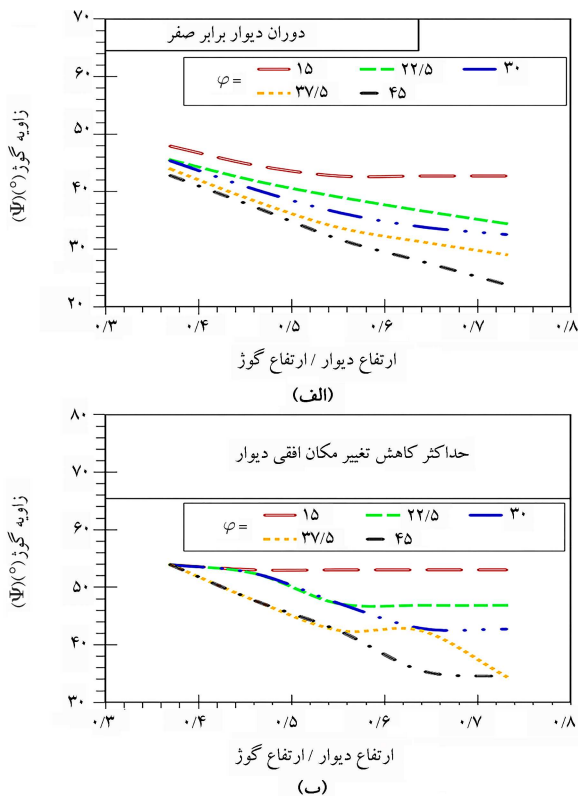 دوران دیوار برابر صفر
φ = ۱۵ ۲۲/۵ ۳۰
۳۷/۵ ۴۵
۷۰
۶۰
۵۰
۴۰
۳۰
۲۰
زاویه گوژ (°)(Ψ)
۰/۳ ۰/۴ ۰/۵ ۰/۶ ۰/۷ ۰/۸
ارتفاع دیوار / ارتفاع گوژ
(الف)
حداکثر کاهش تغییر مکان افقی دیوار
φ = ۱۵ ۲۲/۵ ۳۰
۳۷/۵ ۴۵
۸۰
۷۰
۶۰
۵۰
۴۰
۳۰
زاویه گوژ (°)(Ψ)
۰/۳ ۰/۴ ۰/۵ ۰/۶ ۰/۷ ۰/۸
ارتفاع دیوار / ارتفاع گوژ
(ب)